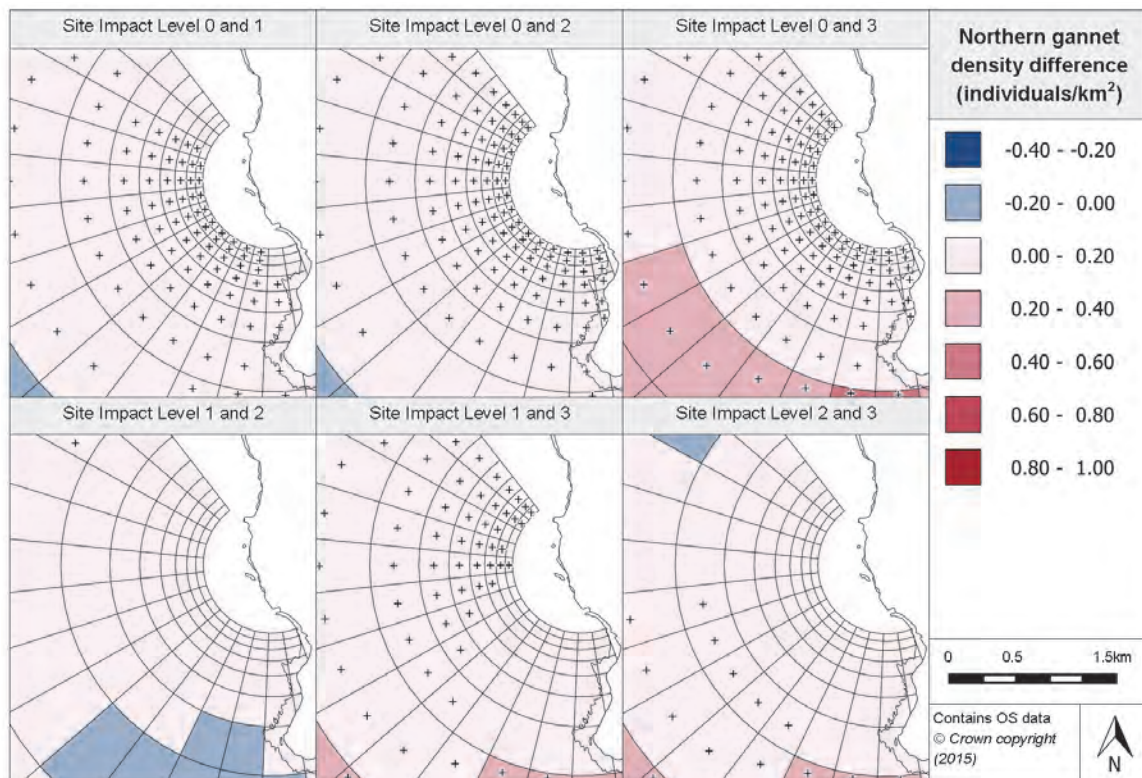 Site Impact Level 0 and 1
Site Impact Level 0 and 2
Site Impact Level 0 and 3
Site Impact Level 1 and 2
Site Impact Level 1 and 3
Site Impact Level 2 and 3
Northern gannet
density difference
(individuals/km²)
-0.40 - -0.20
-0.20 - 0.00
0.00 - 0.20
0.20 - 0.40
0.40 - 0.60
0.60 - 0.80
0.80 - 1.00
0 0.5 1.5km
Contains OS data
© Crown copyright
(2015)
N